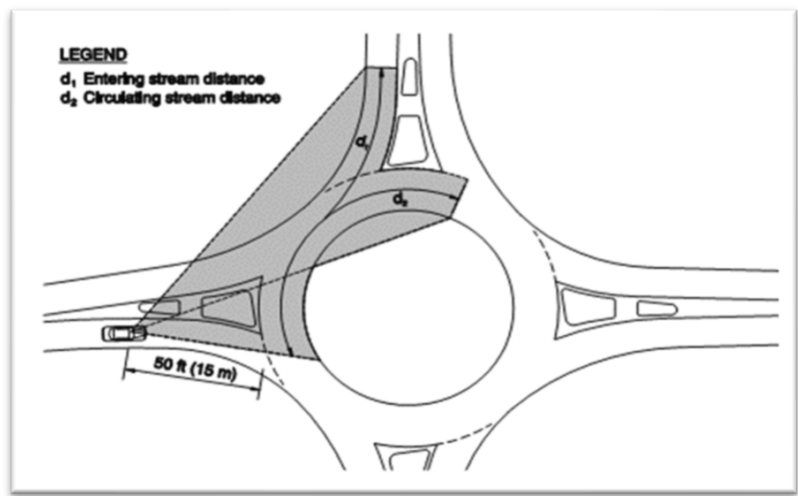 LEGEND
d₁ Entering stream distance
d₂ Circulating stream distance
d₁
d₂
50 ft (15 m)